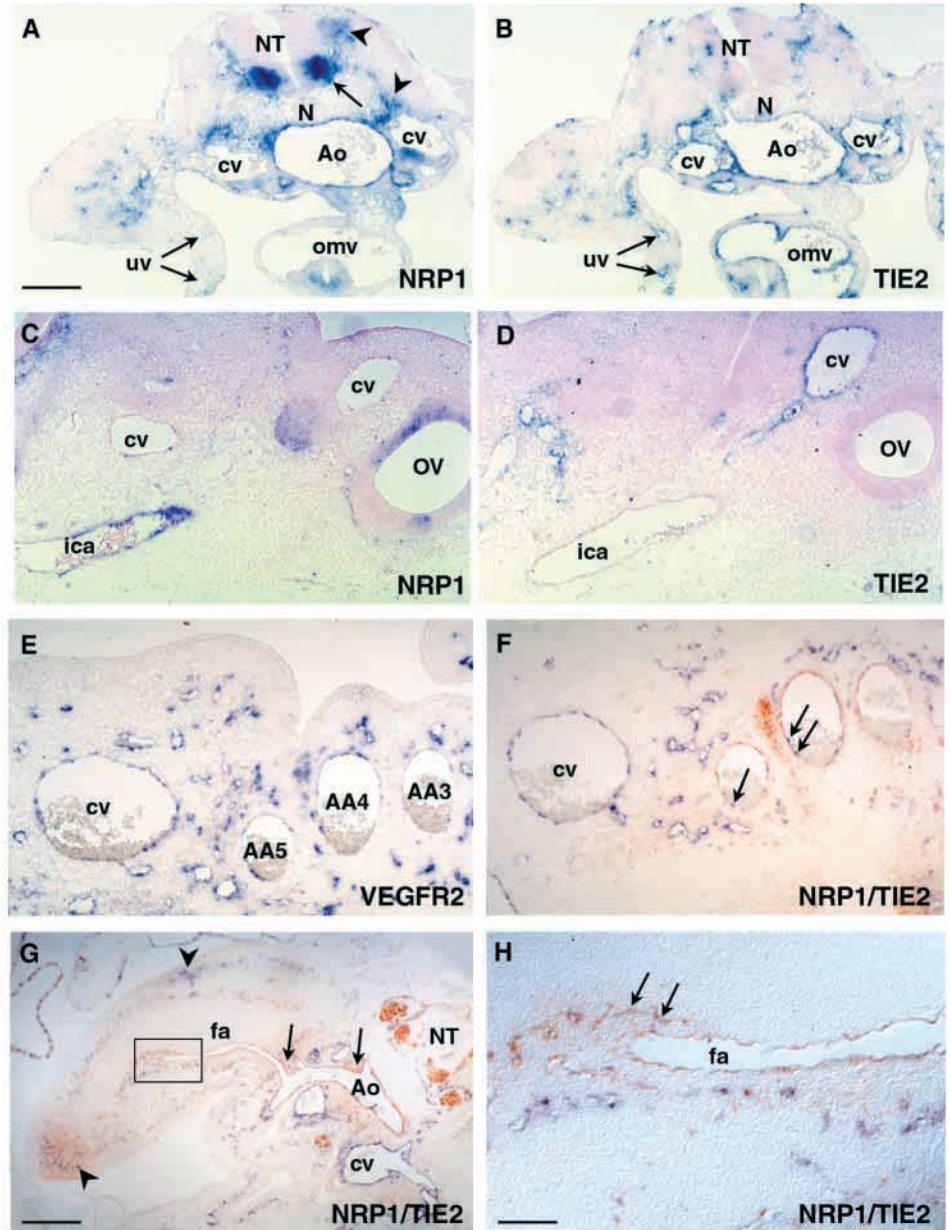 A
NT
N
cv
Ao
cv
uv
omv
NRP1
B
NT
N
cv
Ao
cv
uv
omv
TIE2
C
cv
cv
OV
ica
NRP1
D
cv
OV
ica
TIE2
E
cv
AA5
AA4
AA3
VEGFR2
F
cv
NRP1/TIE2
G
fa
NT
Ao
cv
NRP1/TIE2
H
fa
NRP1/TIE2